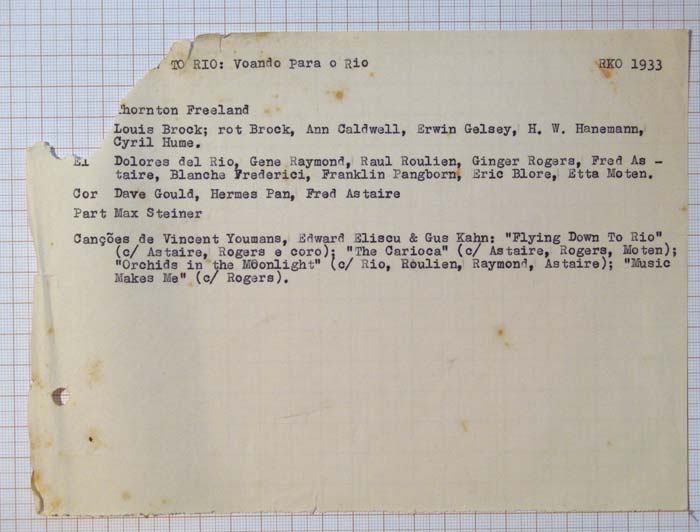 TO RIO: Voando Para o Rio RKO 1933
hornton Freeland
Louis Brock; rot Brock, Ann Caldwell, Erwin Gelsey, H. W. Hanemann,
Cyril Hume.
El Dolores del Rio, Gene Raymond, Raul Roulien, Ginger Rogers, Fred As -
taire, Blanche Frederici, Franklin Pangborn, Eric Blore, Etta Moten.
Cor Dave Gould, Hermes Pan, Fred Astaire
Part Max Steiner
Canções de Vincent Youmans, Edward Eliscu & Gus Kahn: "Flying Down To Rio"
(c/ Astaire, Rogers e coro); "The Carioca" (c/ Astaire, Rogers, Moten);
"Orchids in the Moonlight" (c/ Rio, Roulien, Raymond, Astaire); "Music
Makes Me" (c/ Rogers).